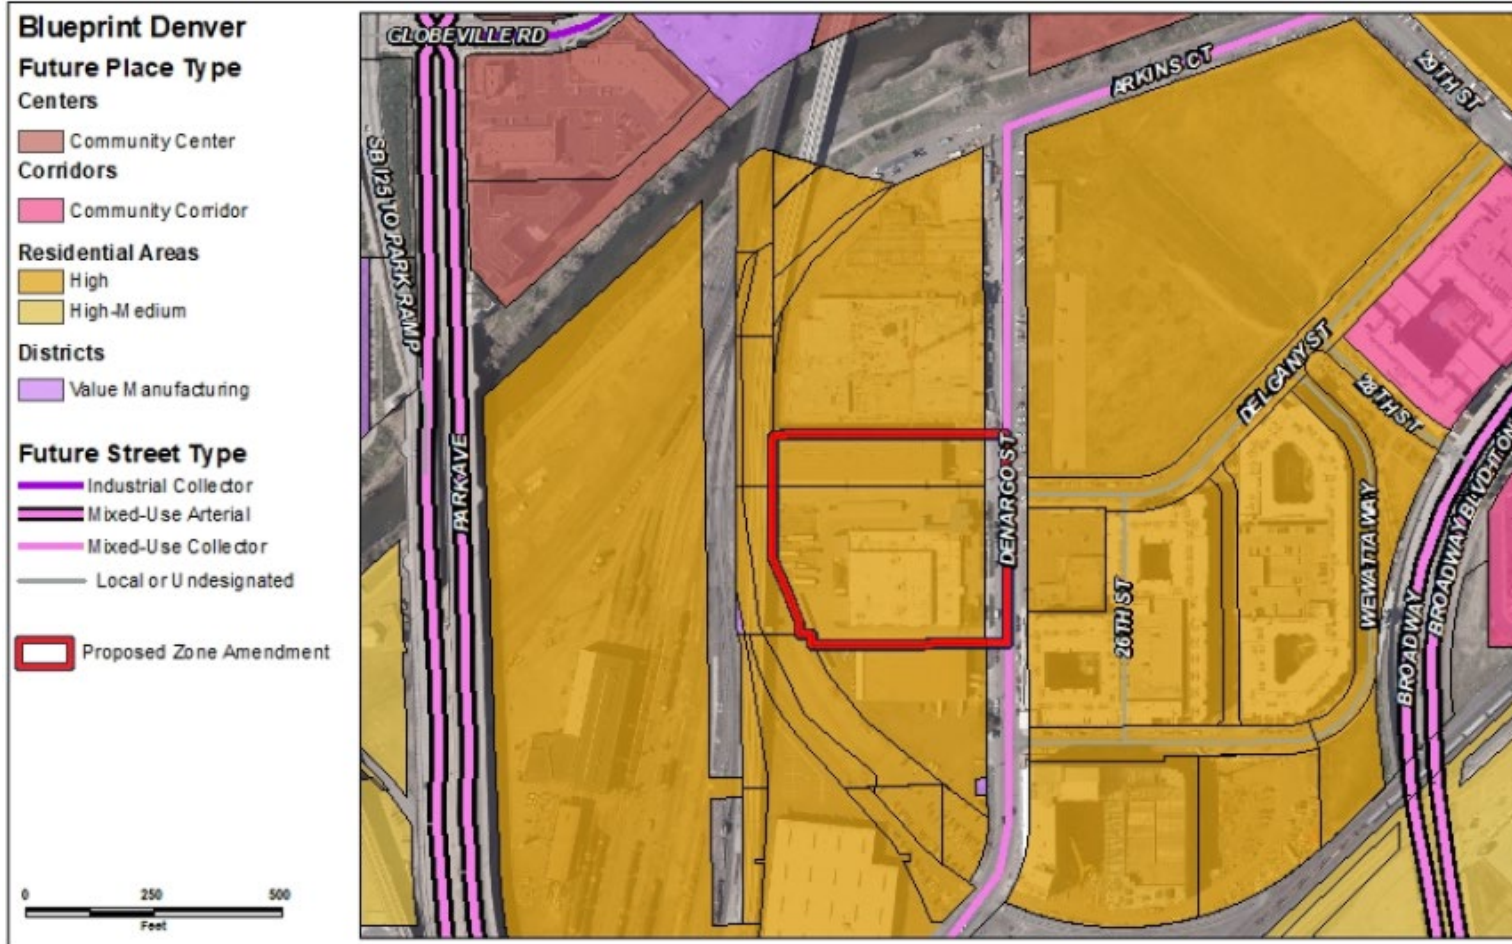 Blueprint Denver
Future Place Type
Centers
Community Center
Corridors
Community Corridor
Residential Areas
High
High-Medium
Districts
Value Manufacturing
Future Street Type
Industrial Collector
Mixed-Use Arterial
Mixed-Use Collector
Local or Undesignated
Proposed Zone Amendment
0 250 500
Feet
GLOBEVILLE RD
SB I25 TO PARK RAMP
PARK AVE
ARKINS CT
29TH ST
DELGANY ST
28TH ST
DENARGO ST
26TH ST
WEWATTA WAY
BROADWAY
BROADWAY BLVD TON